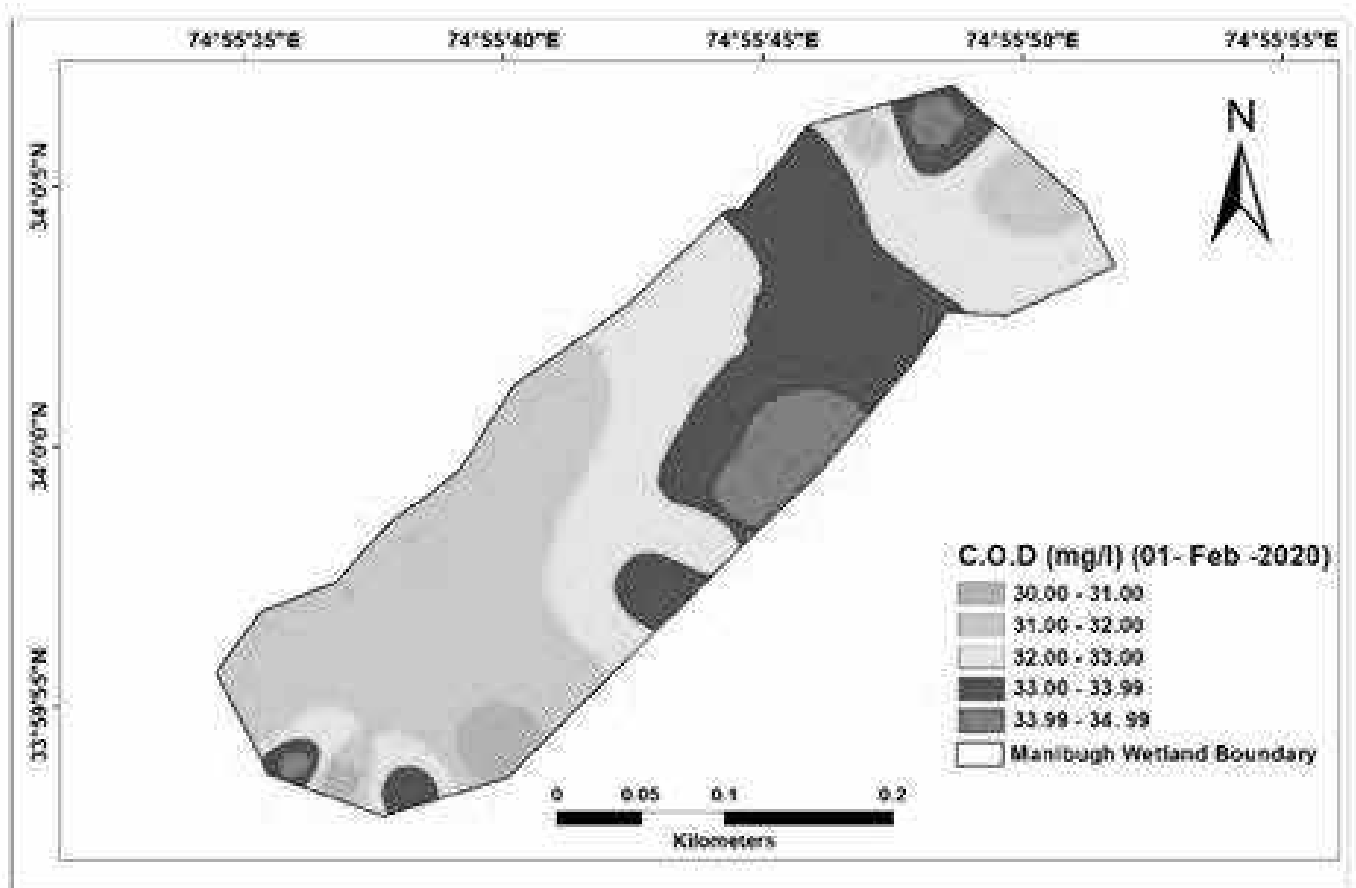 74°55'35"E 74°55'40"E 74°55'45"E 74°55'50"E 74°55'55"E
N
34°0'5"N
34°0'0"N
33°59'55"N
C.O.D (mg/l) (01- Feb -2020)
30.00 - 31.00
31.00 - 32.00
32.00 - 33.00
33.00 - 33.99
33.99 - 34. 99
Manibugh Wetland Boundary
0 0.05 0.1 0.2
Kilometers